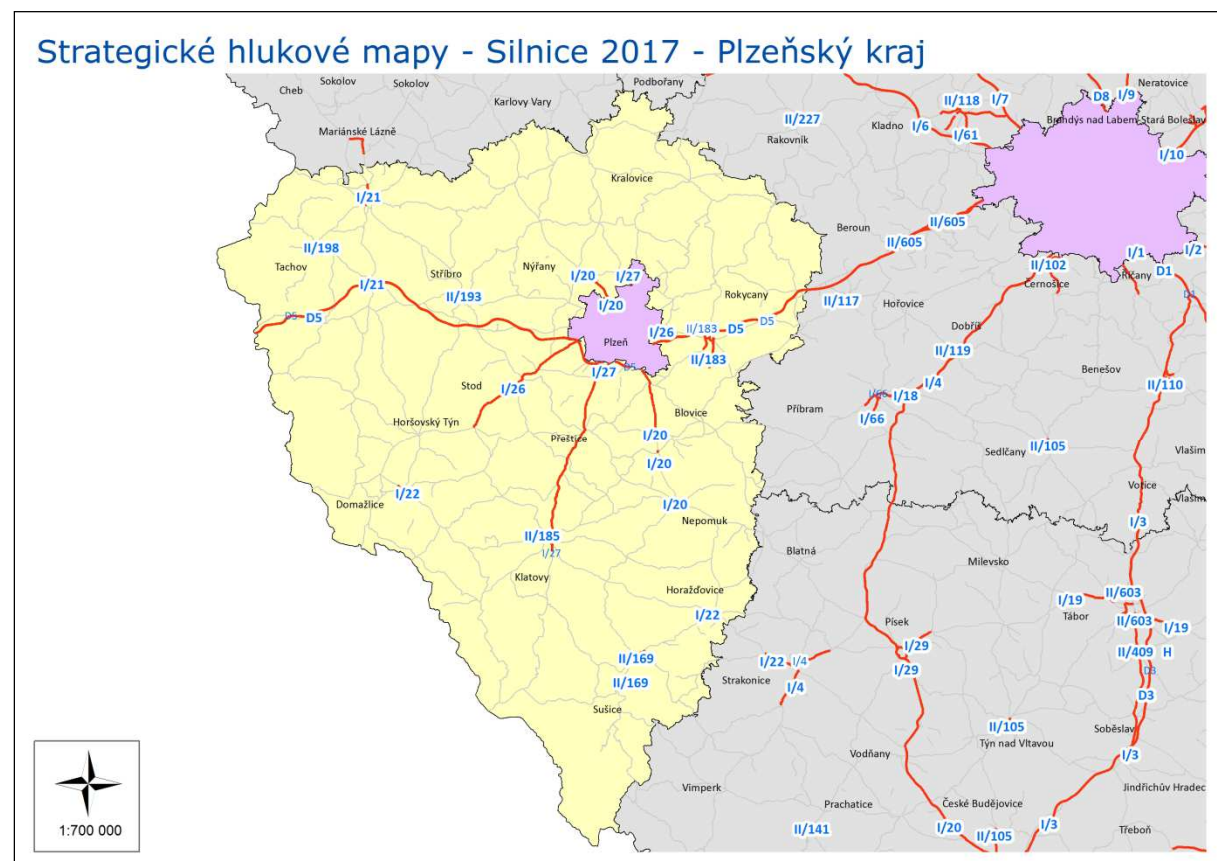 Strategické hlukové mapy - Silnice 2017 - Plzeňský kraj
Sokolov
Sokolov
Podbořany
Neratovice
Cheb
Karlovy Vary
D8
I/9
II/118
I/7
II/227
Kladno
I/6
I/61
Brandýs nad Labem-Stará Boleslav
Mariánské Lázně
Rakovník
I/10
Kralovice
I/21
II/605
Beroun
II/605
II/198
I/1
I/2
Tachov
Stříbro
Nýřany
I/20
I/27
II/102
Říčany
D1
I/21
II/193
Rokycany
Černošice
I/20
II/117
Hořovice
D1
D5
D5
I/26
II/183
D5
D5
Dobříš
Plzeň
II/183
II/119
I/27
D5
Benešov
Stod
I/26
I/4
II/110
I/66
I/18
Příbram
I/66
Blovice
Horšovský Týn
Přeštice
I/20
Sedlčany
II/105
Vlašim
I/20
I/22
Votice
Domažlice
I/20
Vlašim
Nepomuk
I/3
II/185
I/27
Blatná
Milevsko
Klatovy
Horažďovice
II/603
I/19
I/22
Tábor
II/603
I/19
Písek
I/29
II/169
I/22
I/4
II/409
H
I/29
D3
Strakonice
I/4
II/169
D3
Sušice
II/105
Soběslav
Týn nad Vltavou
Vodňany
I/3
Vimperk
Jindřichův Hradec
Prachatice
České Budějovice
1:700 000
II/141
I/20
II/105
I/3
Třeboň